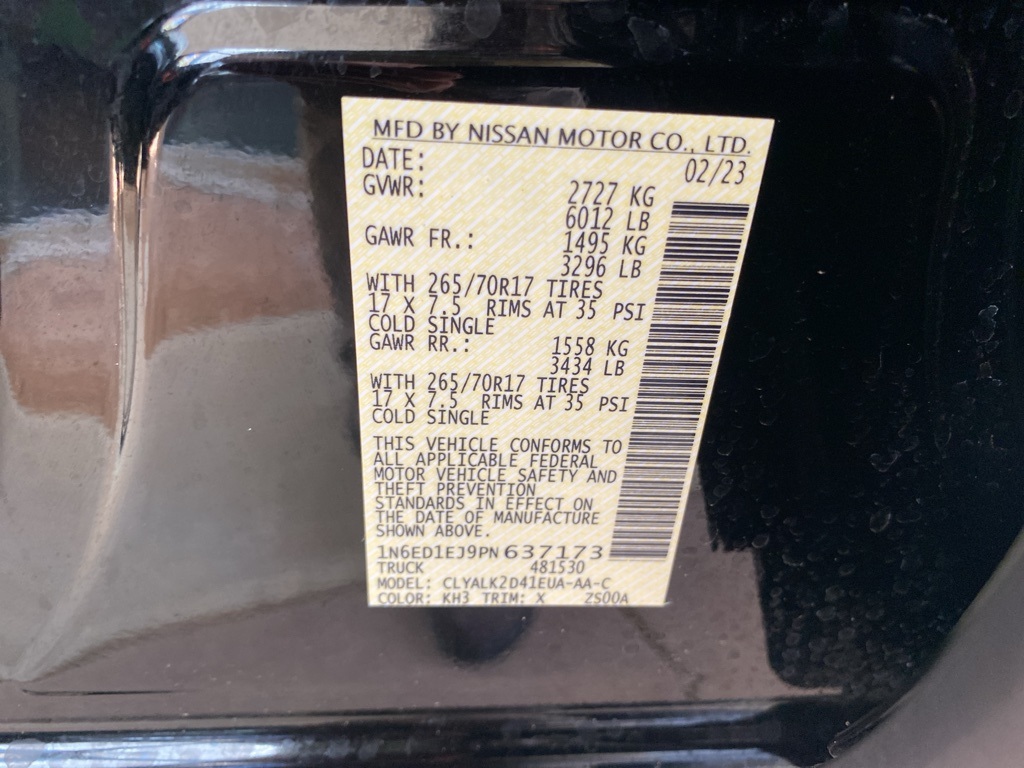 MFD BY NISSAN MOTOR CO., LTD.
DATE: 02/23
GVWR: 2727 KG
6012 LB
GAWR FR.: 1495 KG
3296 LB
WITH 265/70R17 TIRES
17 X 7.5 RIMS AT 35 PSI
COLD SINGLE
GAWR RR.: 1558 KG
3434 LB
WITH 265/70R17 TIRES
17 X 7.5 RIMS AT 35 PSI
COLD SINGLE
THIS VEHICLE CONFORMS TO
ALL APPLICABLE FEDERAL
MOTOR VEHICLE SAFETY AND
THEFT PREVENTION
STANDARDS IN EFFECT ON
THE DATE OF MANUFACTURE
SHOWN ABOVE.
1N6ED1EJ9PN637173
TRUCK 481530
MODEL: CLYALK2D41EUA-AA-C
COLOR: KH3 TRIM: X ZS00A